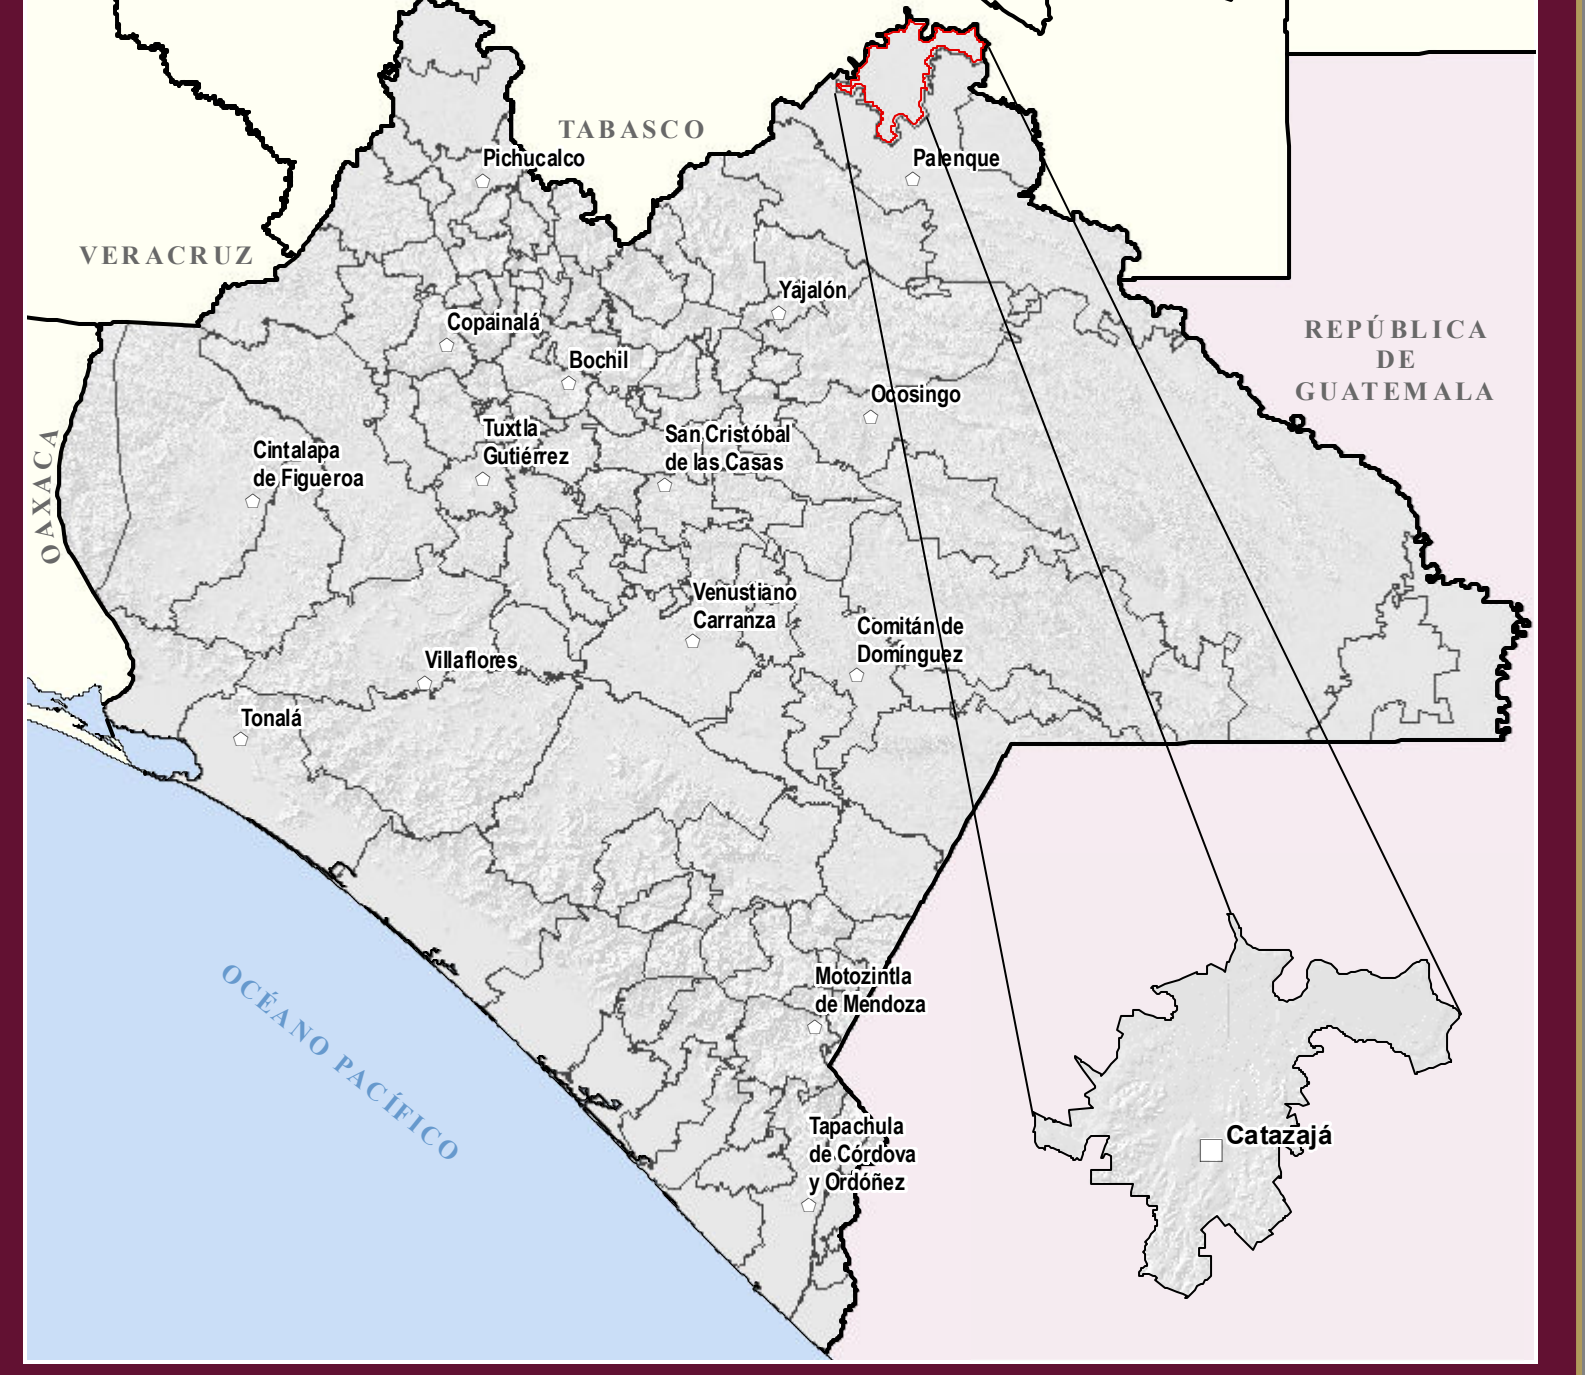 TABASCO
Pichucalco
Palenque
VERACRUZ
Yajalón
Copainalá
REPÚBLICA
DE
GUATEMALA
Bochil
Ocosingo
OAXACA
Tuxtla
Gutiérrez
San Cristóbal
de las Casas
Cintalapa
de Figueroa
Venustiano
Carranza
Comitán de
Domínguez
Villaflores
Tonalá
OCÉANO PACÍFICO
Motozintla
de Mendoza
Tapachula
de Córdova
y Ordóñez
Catazajá